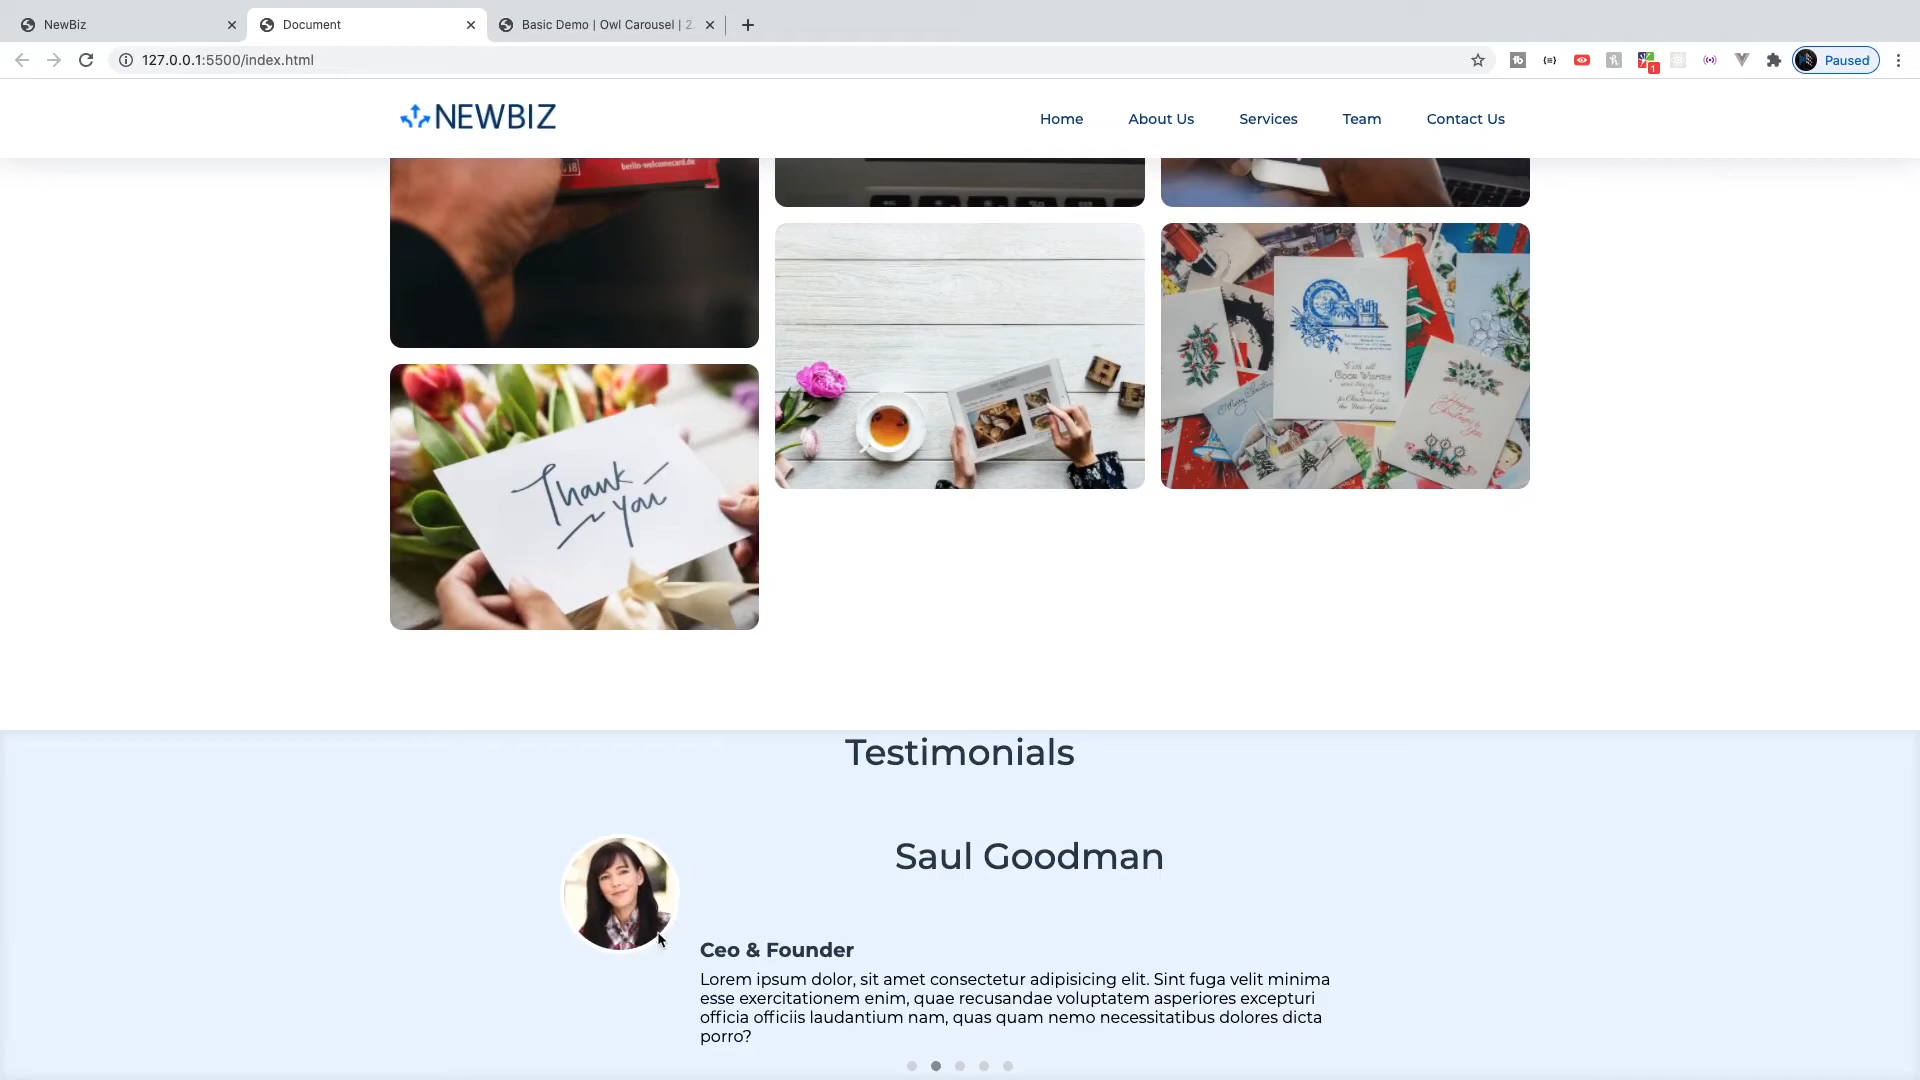 NewBiz
Document
Basic Demo | Owl Carousel | 2.
127.0.0.1:5500/index.html
Paused
NEWBIZ
Home
About Us
Services
Team
Contact Us
berlin-welcomecard.de
Thank
you
Testimonials
Saul Goodman
Ceo & Founder
Lorem ipsum dolor, sit amet consectetur adipisicing elit. Sint fuga velit minima
esse exercitationem enim, quae recusandae voluptatem asperiores excepturi
officia officiis laudantium nam, quas quam nemo necessitatibus dolores dicta
porro?